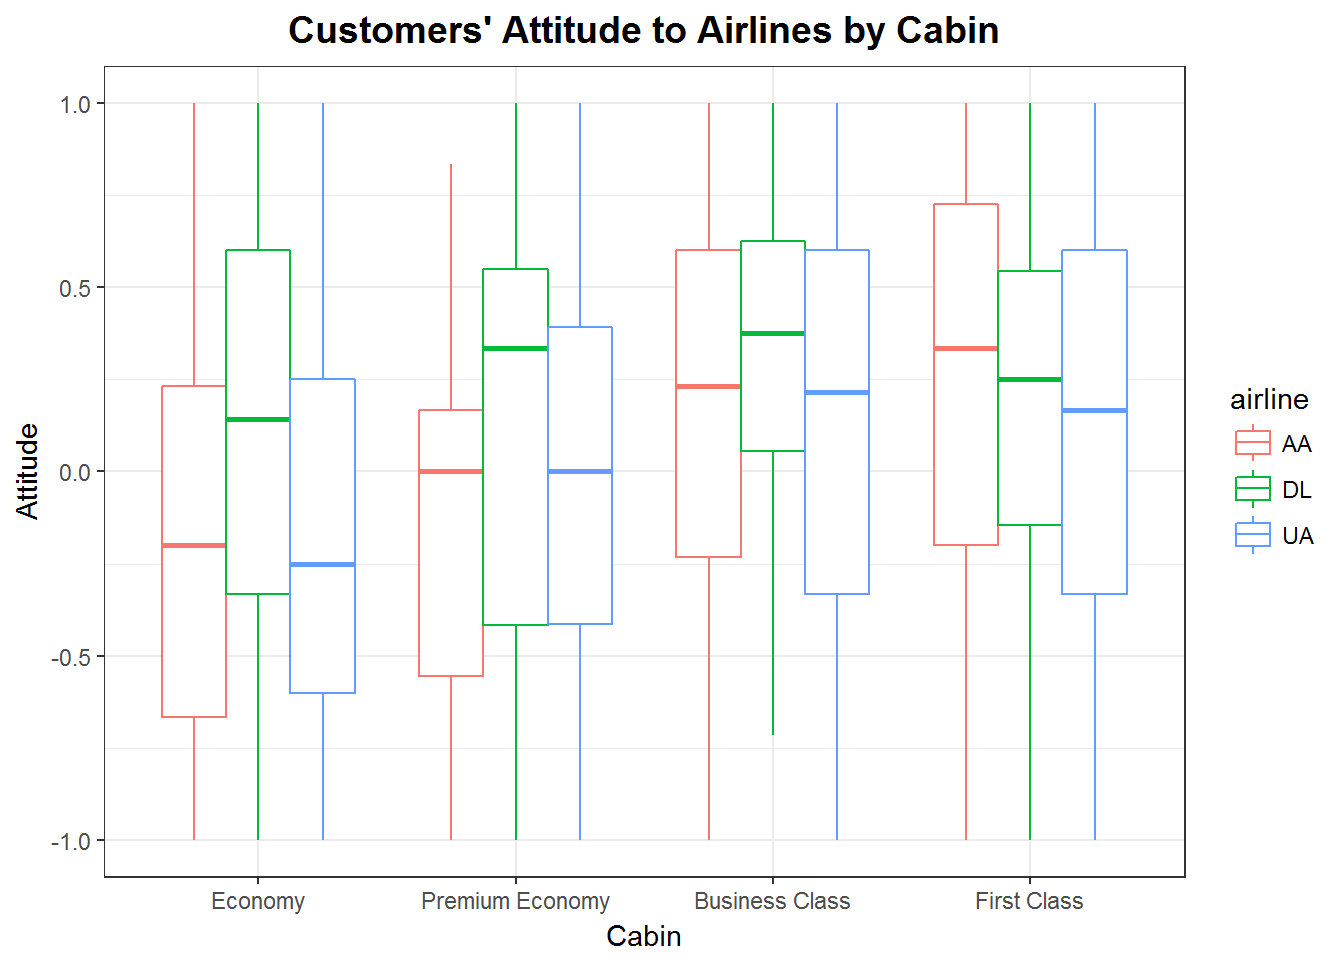 Customers' Attitude to Airlines by Cabin
1.0
0.5
0.0
-0.5
-1.0
Attitude
Economy
Premium Economy
Business Class
First Class
Cabin
airline
AA
DL
UA